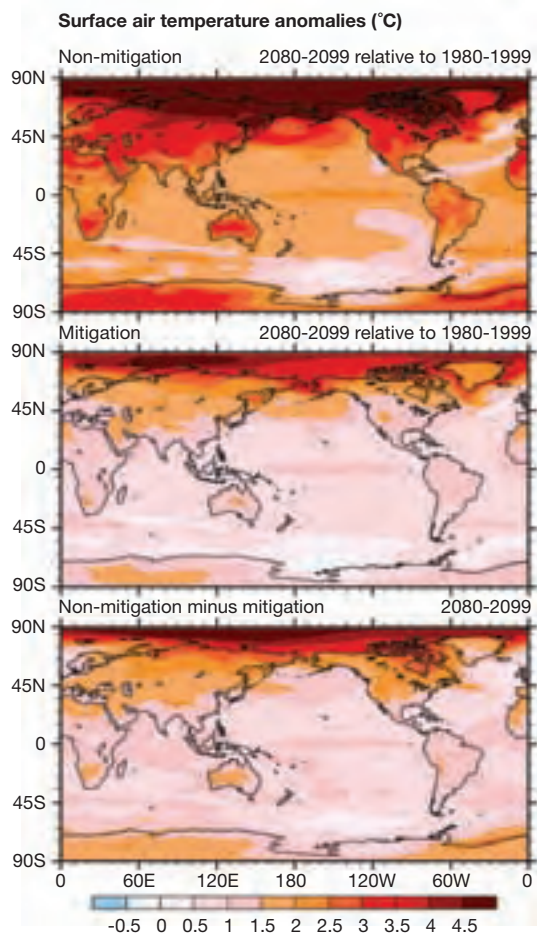 Surface air temperature anomalies (˚C)
Non-mitigation 2080-2099 relative to 1980-1999
90N
45N
0
45S
90S
Mitigation 2080-2099 relative to 1980-1999
90N
45N
0
45S
90S
Non-mitigation minus mitigation 2080-2099
90N
45N
0
45S
90S
0 60E 120E 180 120W 60W 0
-0.5 0 0.5 1 1.5 2 2.5 3 3.5 4 4.5